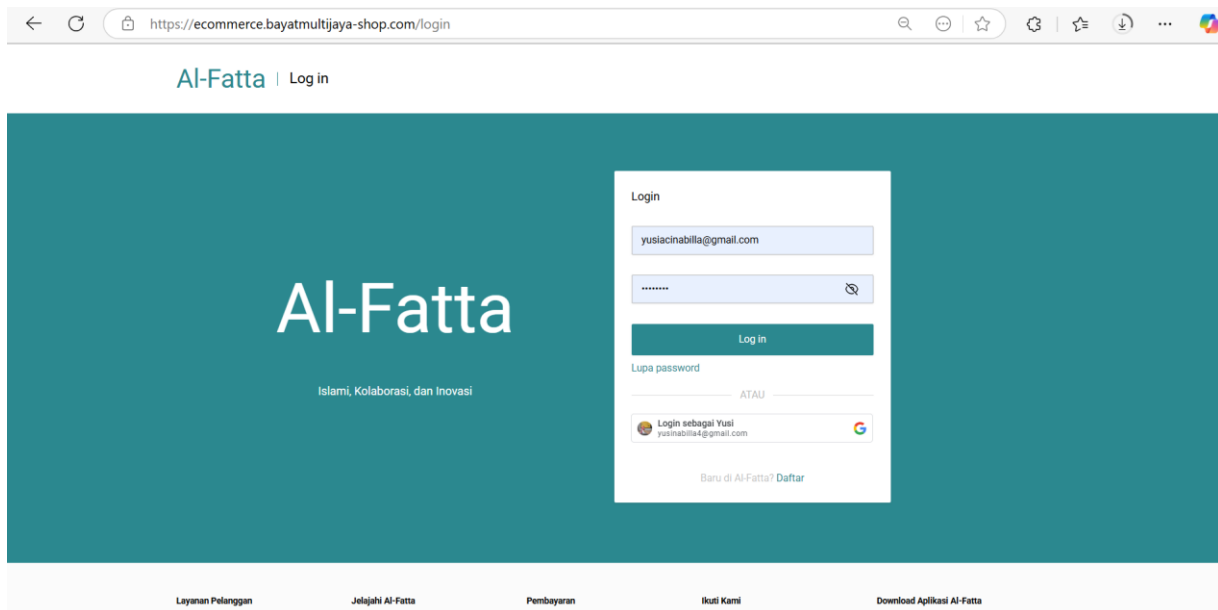 https://ecommerce.bayatmultijaya-shop.com/login
Al-Fatta | Log in
Login
yusiacinabilla@gmail.com
Al-Fatta
Log in
Lupa password
Islami, Kolaborasi, dan Inovasi
ATAU
Login sebagai Yusi
yusinabilla4@gmail.com
Baru di Al-Fatta? Daftar
Layanan Pelanggan Jelajahi Al-Fatta Pembayaran Ikuti Kami Download Aplikasi Al-Fatta